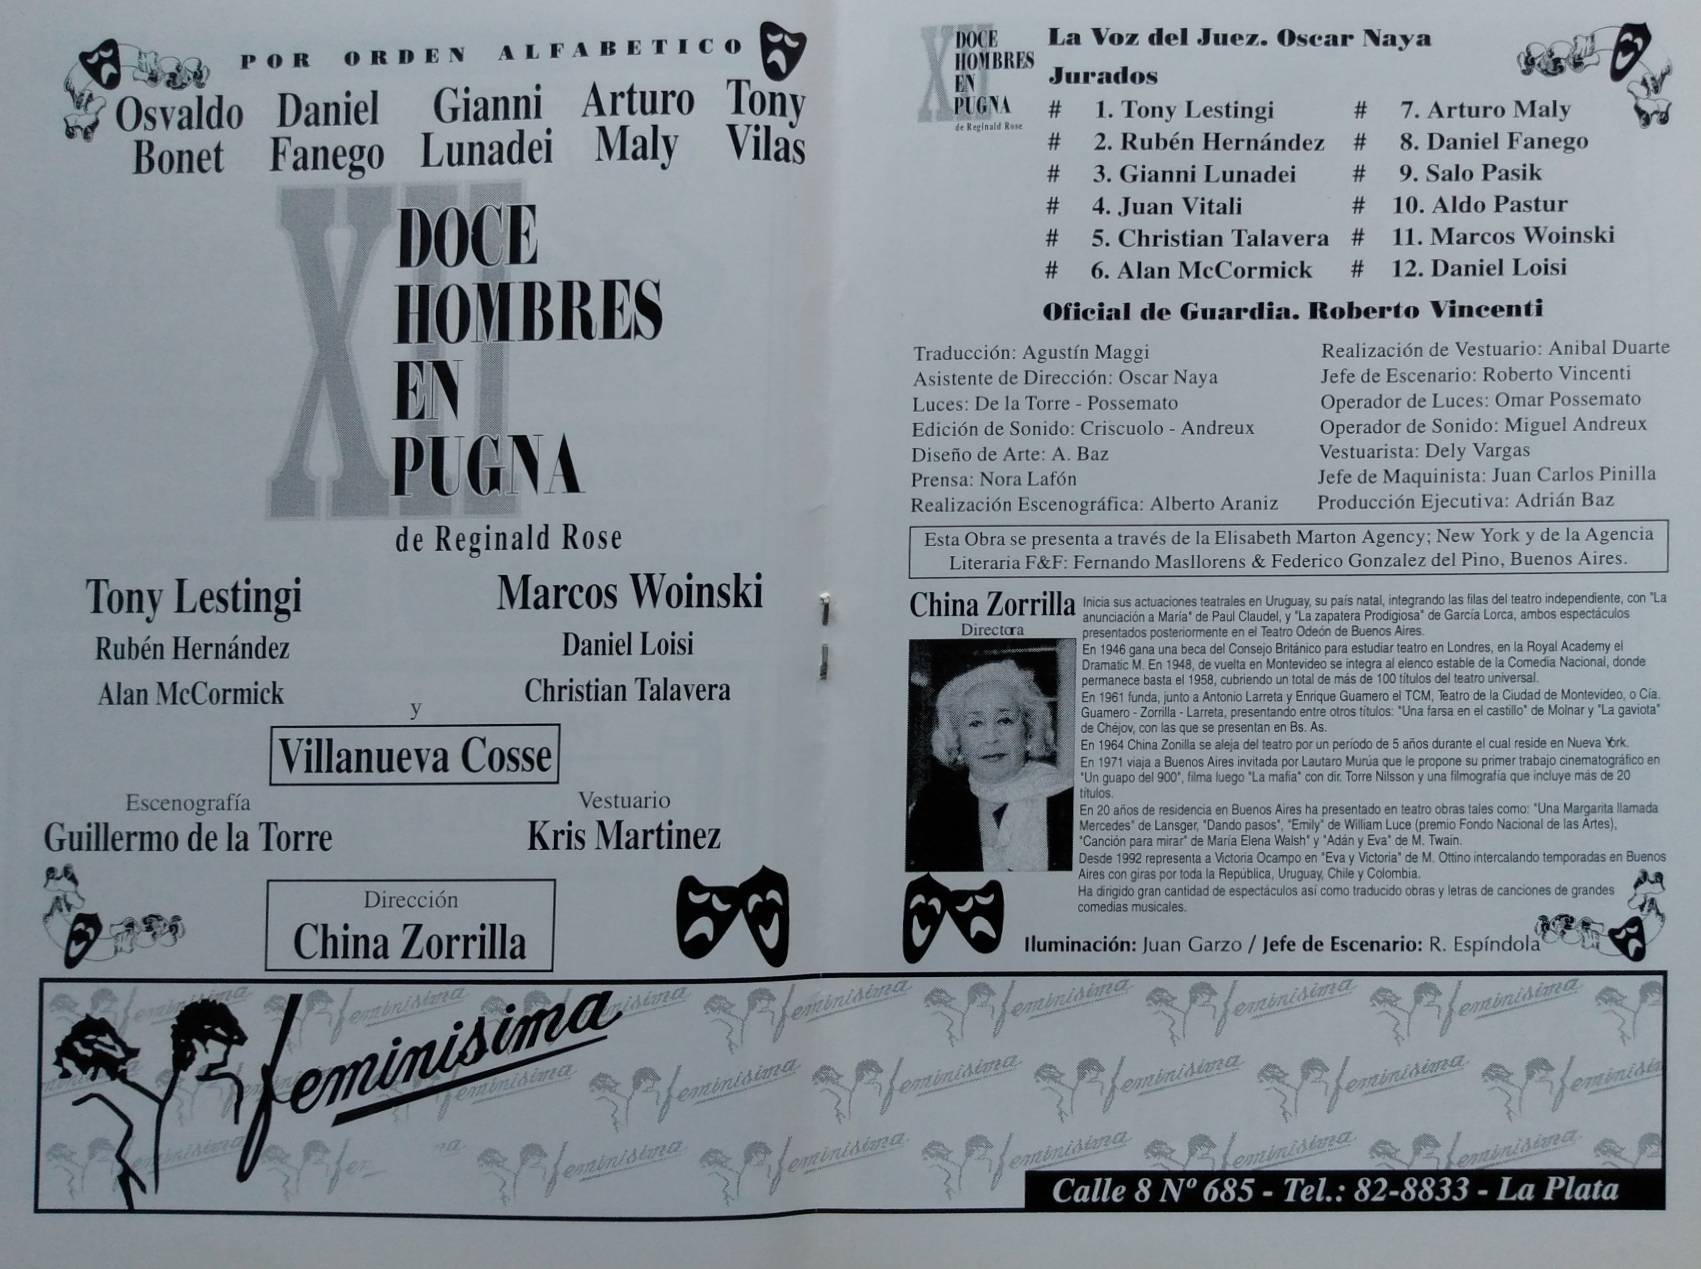 POR ORDEN ALFABETICO
Osvaldo Bonet
Daniel Fanego
Gianni Lunadei
Arturo Maly
Tony Vilas
XII
DOCE
HOMBRES
EN
PUGNA
de Reginald Rose
Tony Lestingi
Marcos Woinski
Rubén Hernández
Daniel Loisi
Alan McCormick
Christian Talavera
y
Villanueva Cosse
Escenografía
Guillermo de la Torre
Vestuario
Kris Martinez
Dirección
China Zorrilla
XII
DOCE
HOMBRES
EN
PUGNA
de Reginald Rose
La Voz del Juez. Oscar Naya
Jurados
# 1. Tony Lestingi
# 2. Rubén Hernández
# 3. Gianni Lunadei
# 4. Juan Vitali
# 5. Christian Talavera
# 6. Alan McCormick
# 7. Arturo Maly
# 8. Daniel Fanego
# 9. Salo Pasik
# 10. Aldo Pastur
# 11. Marcos Woinski
# 12. Daniel Loisi
Oficial de Guardia. Roberto Vincenti
Traducción: Agustín Maggi
Asistente de Dirección: Oscar Naya
Luces: De la Torre - Possemato
Edición de Sonido: Criscuolo - Andreux
Diseño de Arte: A. Baz
Prensa: Nora Lafón
Realización Escenográfica: Alberto Araniz
Realización de Vestuario: Anibal Duarte
Jefe de Escenario: Roberto Vincenti
Operador de Luces: Omar Possemato
Operador de Sonido: Miguel Andreux
Vestuarista: Dely Vargas
Jefe de Maquinista: Juan Carlos Pinilla
Producción Ejecutiva: Adrián Baz
Esta Obra se presenta a través de la Elisabeth Marton Agency; New York y de la Agencia
Literaria F&F: Fernando Masllorens & Federico Gonzalez del Pino, Buenos Aires.
China Zorrilla
Directora
Inicia sus actuaciones teatrales en Uruguay, su país natal, integrando las filas del teatro independiente, con "La
anunciación a María" de Paul Claudel, y "La zapatera Prodigiosa" de García Lorca, ambos espectáculos
presentados posteriormente en el Teatro Odeón de Buenos Aires.
En 1946 gana una beca del Consejo Británico para estudiar teatro en Londres, en la Royal Academy el
Dramatic M. En 1948, de vuelta en Montevideo se integra al elenco estable de la Comedia Nacional, donde
permanece basta el 1958, cubriendo un total de más de 100 títulos del teatro universal.
En 1961 funda, junto a Antonio Larreta y Enrique Guamero el TCM, Teatro de la Ciudad de Montevideo, o Cía.
Guamero - Zorrilla - Larreta, presentando entre otros títulos: "Una farsa en el castillo" de Molnar y "La gaviota"
de Chéjov, con las que se presentan en Bs. As.
En 1964 China Zonilla se aleja del teatro por un período de 5 años durante el cual reside en Nueva York.
En 1971 viaja a Buenos Aires invitada por Lautaro Murúa que le propone su primer trabajo cinematográfico en
"Un guapo del 900", filma luego "La mafia" con dir. Torre Nilsson y una filmografía que incluye más de 20
títulos.
En 20 años de residencia en Buenos Aires ha presentado en teatro obras tales como: "Una Margarita llamada
Mercedes" de Lansger, "Dando pasos", "Emily" de William Luce (premio Fondo Nacional de las Artes),
"Canción para mirar" de María Elena Walsh" y "Adán y Eva" de M. Twain.
Desde 1992 representa a Victoria Ocampo en "Eva y Victoria" de M. Ottino intercalando temporadas en Buenos
Aires con giras por toda la República, Uruguay, Chile y Colombia.
Ha dirigido gran cantidad de espectáculos así como traducido obras y letras de canciones de grandes
comedias musicales.
Iluminación: Juan Garzo / Jefe de Escenario: R. Espíndola
feminisima
Calle 8 Nº 685 - Tel.: 82-8833 - La Plata